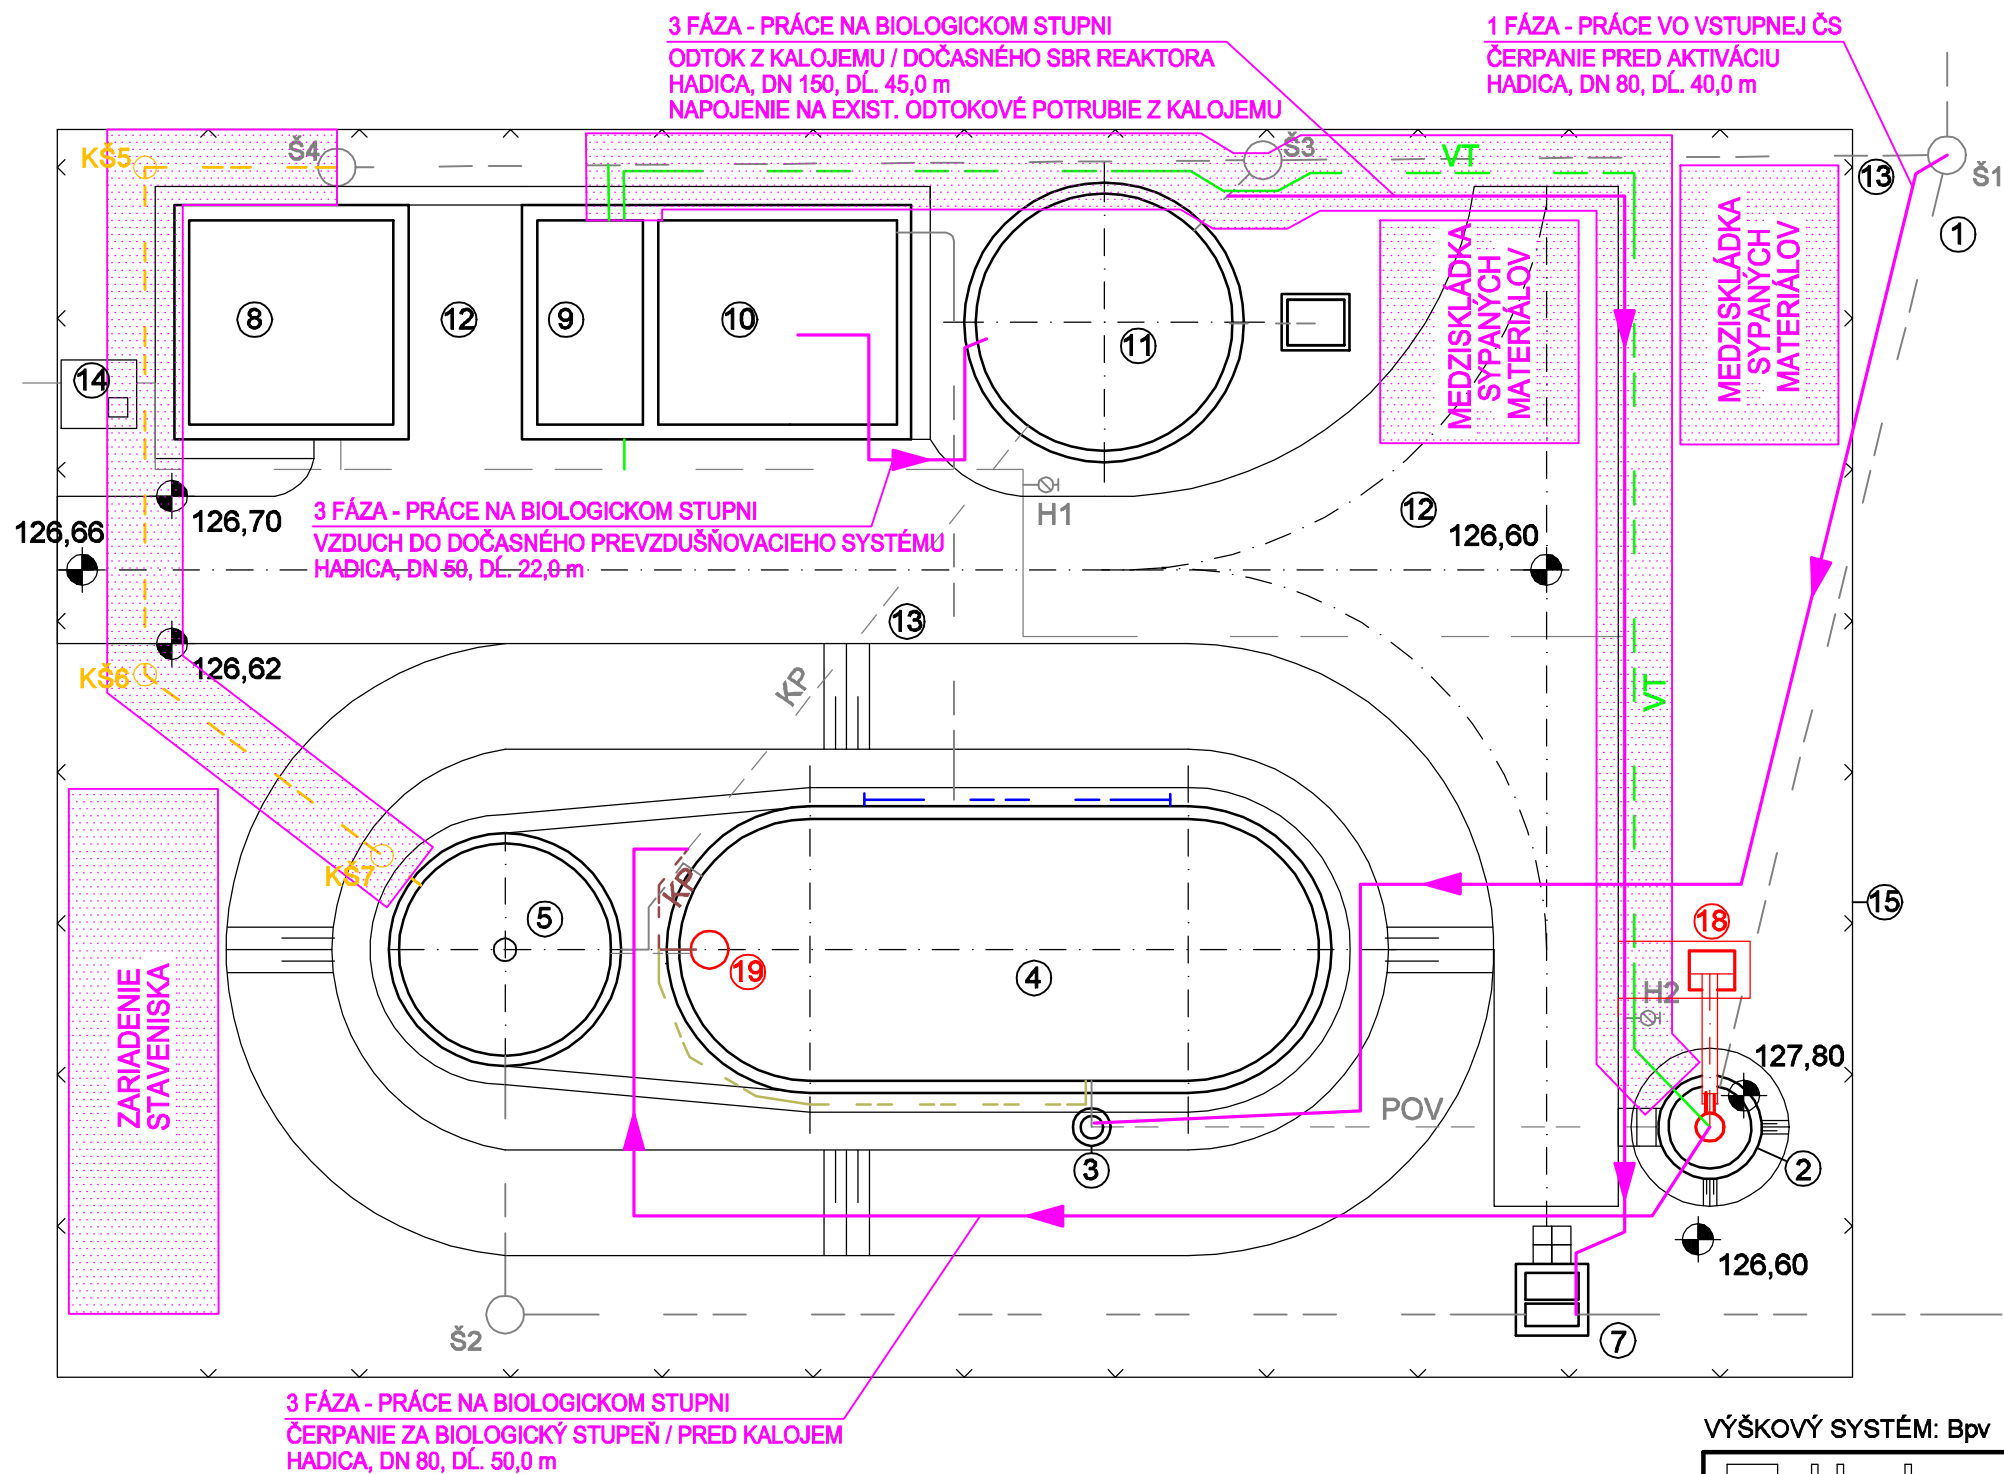 3 FÁZA - PRÁCE NA BIOLOGICKOM STUPNI
ODTOK Z KALOJEMU / DOČASNÉHO SBR REAKTORA
HADICA, DN 150, DĹ. 45,0 m
NAPOJENIE NA EXIST. ODTOKOVÉ POTRUBIE Z KALOJEMU
1 FÁZA - PRÁCE VO VSTUPNEJ ČS
ČERPANIE PRED AKTIVÁCIU
HADICA, DN 80, DĹ. 40,0 m
KŠ5
Š4
Š3
VT
13
Š1
1
MEDZISKLÁDKA
SYPANÝCH
MATERIÁLOV
MEDZISKLÁDKA
SYPANÝCH
MATERIÁLOV
8
12
9
10
11
14
126,70
126,66
3 FÁZA - PRÁCE NA BIOLOGICKOM STUPNI
VZDUCH DO DOČASNÉHO PREVZDUŠŇOVACIEHO SYSTÉMU
HADICA, DN 50, DĹ. 22,0 m
H1
12
126,60
13
126,62
KŠ6
KP
VT
KŠ7
KP
5
19
4
18
15
H2
127,80
ZARIADENIE
STAVENISKA
POV
3
2
126,60
Š2
7
3 FÁZA - PRÁCE NA BIOLOGICKOM STUPNI
ČERPANIE ZA BIOLOGICKÝ STUPEŇ / PRED KALOJEM
HADICA, DN 80, DĹ. 50,0 m
VÝŠKOVÝ SYSTÉM: Bpv